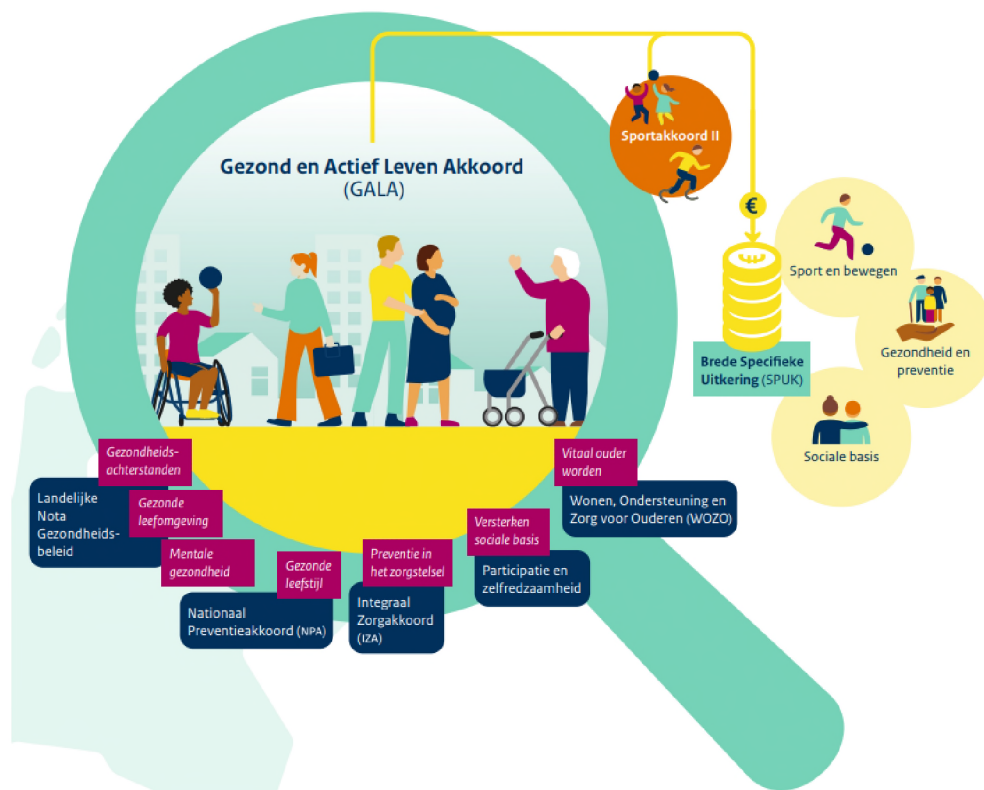 Sportakkoord II
Gezond en Actief Leven Akkoord
(GALA)
€
Sport en bewegen
Gezondheid en
preventie
Brede Specifieke
Uitkering (SPUK)
Sociale basis
Gezondheids-
achterstanden
Landelijke
Nota
Gezondheids-
beleid
Gezonde
leefomgeving
Mentale
gezondheid
Gezonde
leefstijl
Nationaal
Preventieakkoord (NPA)
Preventie in
het zorgstelsel
Integraal
Zorgakkoord
(IZA)
Versterken
sociale basis
Participatie en
zelfredzaamheid
Vitaal ouder
worden
Wonen, Ondersteuning en
Zorg voor Ouderen (WOZO)